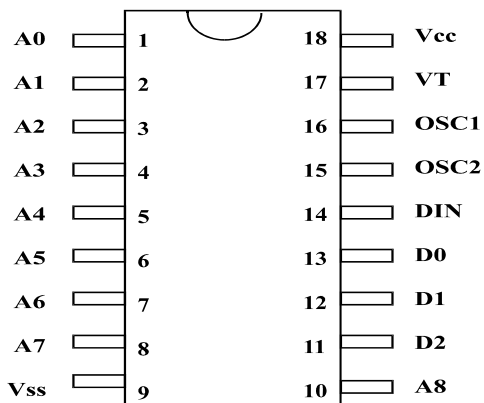 A0 1 18 Vcc
A1 2 17 VT
A2 3 16 OSC1
A3 4 15 OSC2
A4 5 14 DIN
A5 6 13 D0
A6 7 12 D1
A7 8 11 D2
Vss 9 10 A8